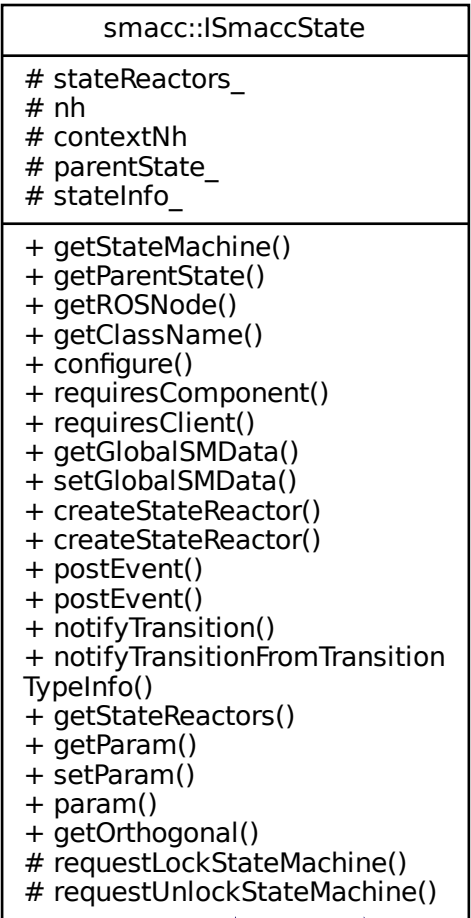 smacc::ISmaccState
# stateReactors_
# nh
# contextNh
# parentState_
# stateInfo_
+ getStateMachine()
+ getParentState()
+ getROSNode()
+ getClassName()
+ configure()
+ requiresComponent()
+ requiresClient()
+ getGlobalSMData()
+ setGlobalSMData()
+ createStateReactor()
+ createStateReactor()
+ postEvent()
+ postEvent()
+ notifyTransition()
+ notifyTransitionFromTransition
TypeInfo()
+ getStateReactors()
+ getParam()
+ setParam()
+ param()
+ getOrthogonal()
# requestLockStateMachine()
# requestUnlockStateMachine()